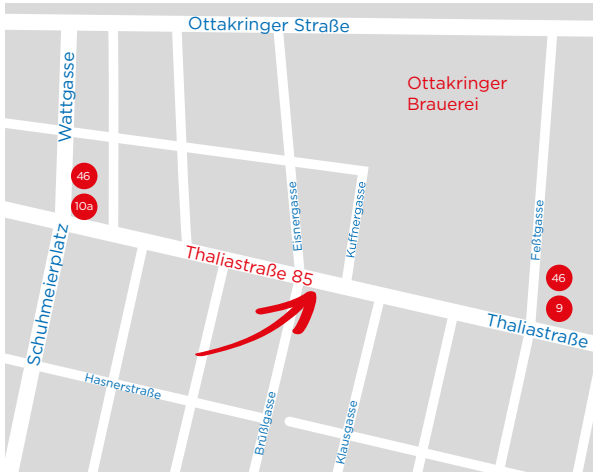 Ottakringer Straße
Wattgasse
Ottakringer
Brauerei
46
10a
Eisnergasse
Kuffnergasse
Feßtgasse
Schuhmeierplatz
Thaliastraße 85
46
9
Thaliastraße
Hasnerstraße
Brüßlgasse
Klausgasse